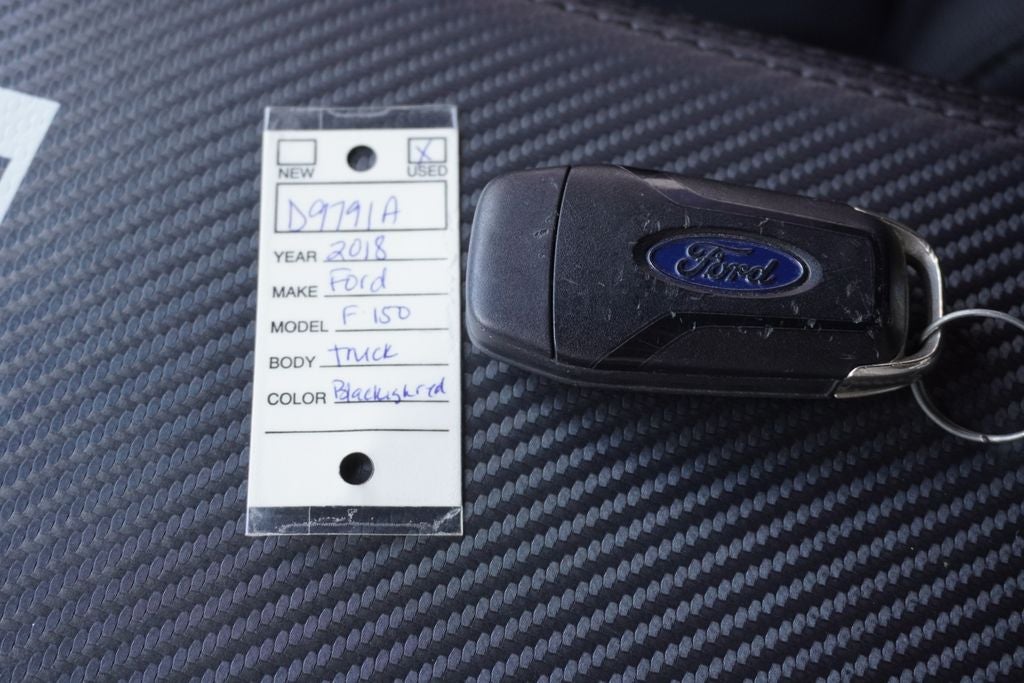 X
NEW USED
D9791A
YEAR 2018
MAKE Ford
MODEL F 150
BODY truck
COLOR
Ford